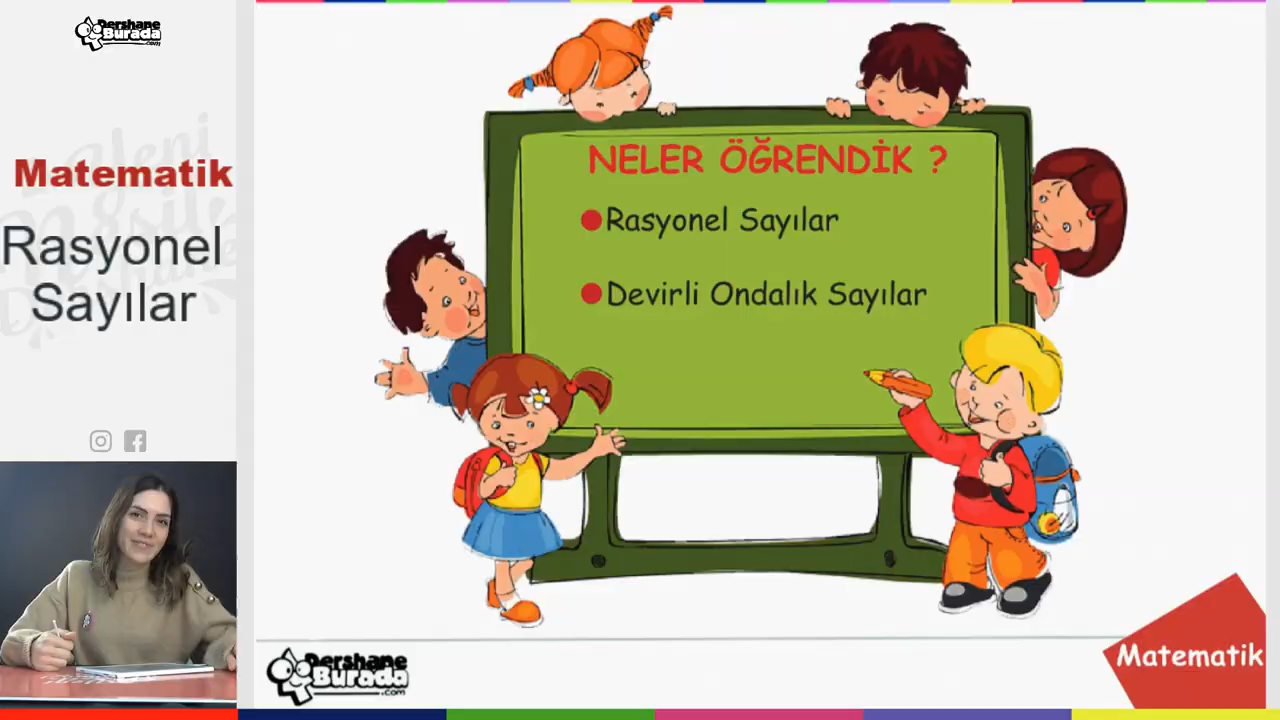 Dershane
Burada
.com
Matematik
Rasyonel
Sayılar
NELER ÖĞRENDİK ?
Rasyonel Sayılar
Devirli Ondalık Sayılar
Dershane
Burada
.com
Matematik